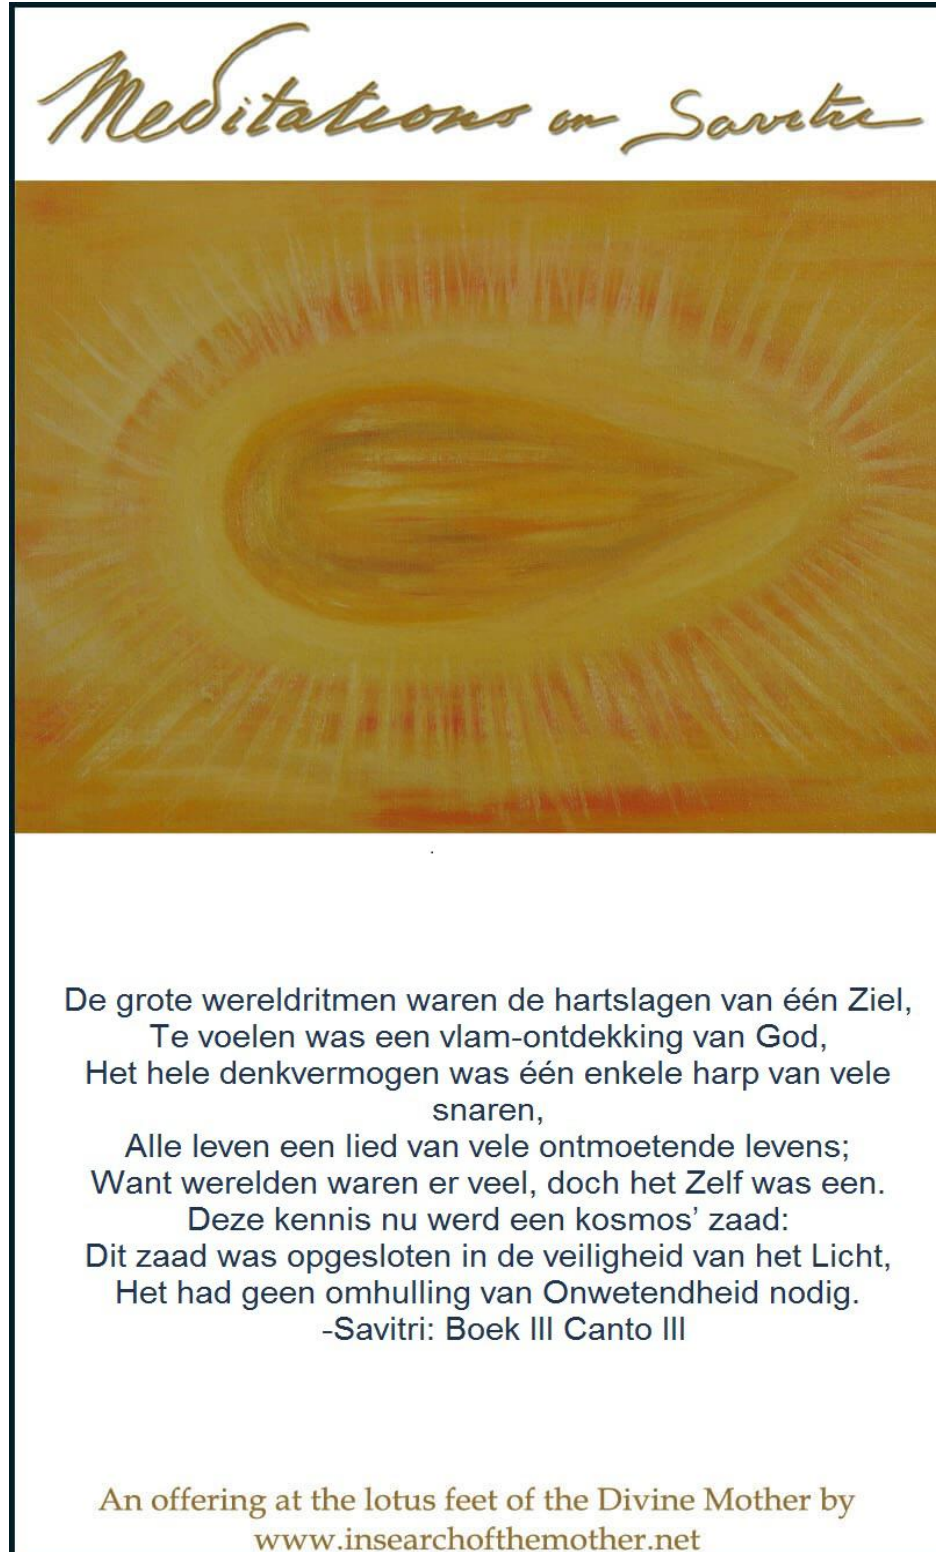 Meditations on Savitri
De grote wereldritmen waren de hartslagen van één Ziel,
Te voelen was een vlam-ontdekking van God,
Het hele denkvermogen was één enkele harp van vele
snaren,
Alle leven een lied van vele ontmoetende levens;
Want werelden waren er veel, doch het Zelf was een.
Deze kennis nu werd een kosmos’ zaad:
Dit zaad was opgesloten in de veiligheid van het Licht,
Het had geen omhulling van Onwetendheid nodig.
-Savitri: Boek III Canto III
An offering at the lotus feet of the Divine Mother by
www.insearchofthemother.net